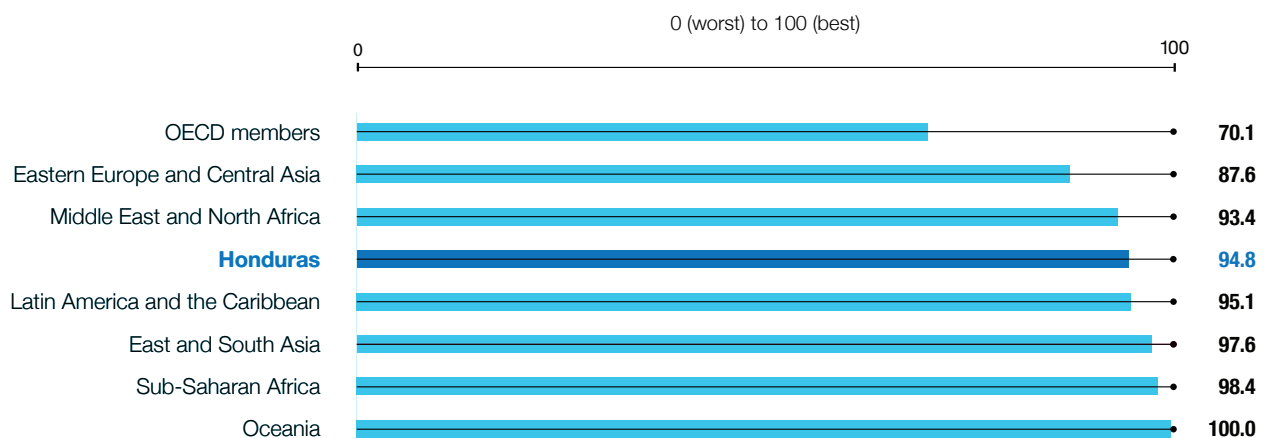 0 (worst) to 100 (best)
0 100
OECD members 70.1
Eastern Europe and Central Asia 87.6
Middle East and North Africa 93.4
Honduras 94.8
Latin America and the Caribbean 95.1
East and South Asia 97.6
Sub-Saharan Africa 98.4
Oceania 100.0